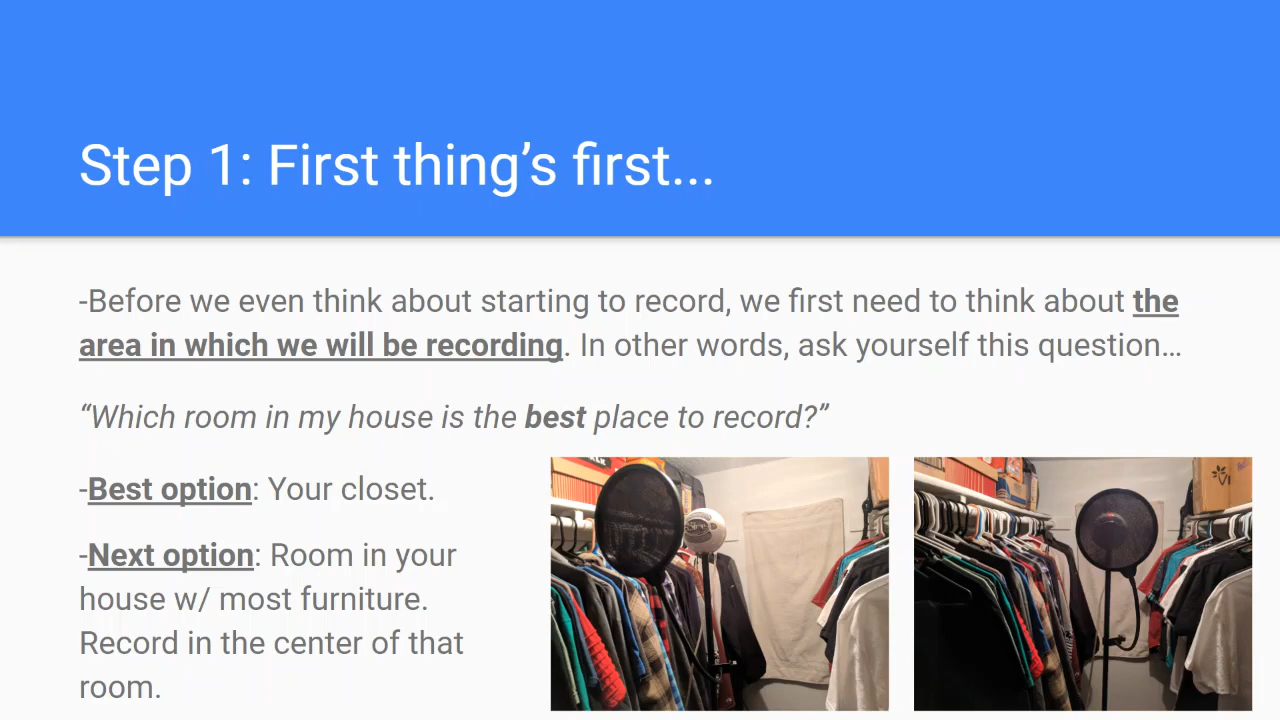 Step 1: First thing’s first...
-Before we even think about starting to record, we first need to think about the
area in which we will be recording. In other words, ask yourself this question…
“Which room in my house is the best place to record?”
-Best option: Your closet.
-Next option: Room in your
house w/ most furniture.
Record in the center of that
room.